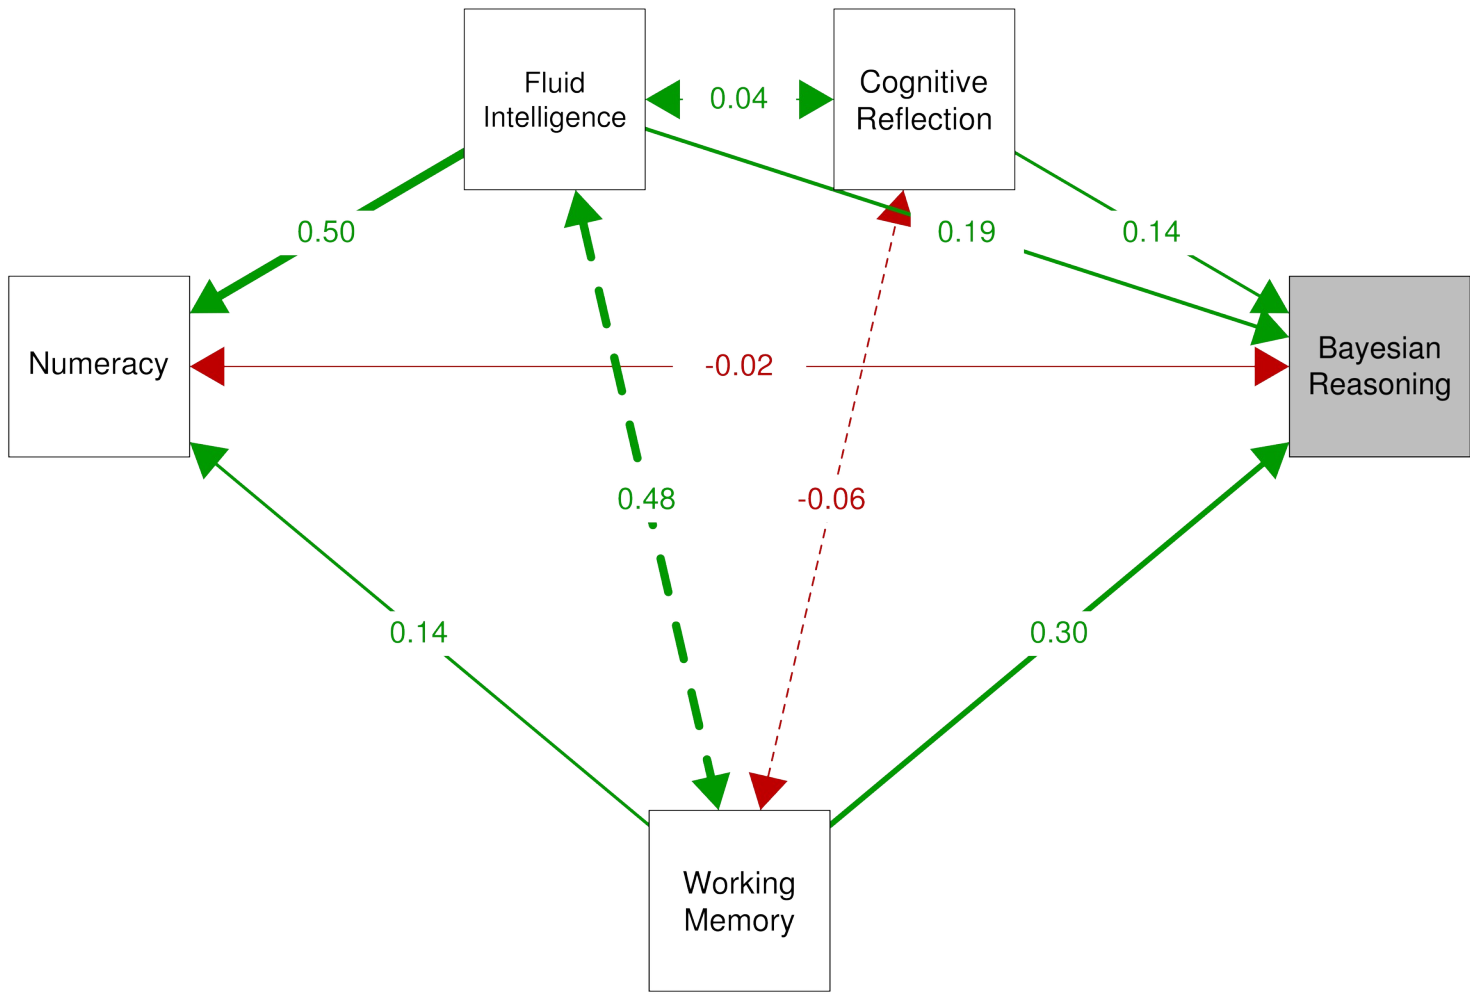 Fluid
Intelligence
0.04
Cognitive
Reflection
0.50
0.19
0.14
Numeracy
-0.02
Bayesian
Reasoning
0.48
-0.06
0.14
0.30
Working
Memory